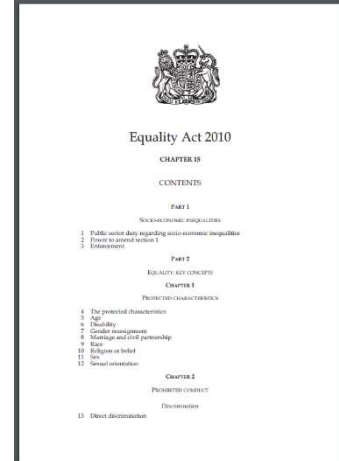 Equality Act 2010
CHAPTER 15
CONTENTS
PART 1
SOCIO-ECONOMIC INEQUALITIES
1 Public sector duty regarding socio-economic inequalities
2 Power to amend section 1
3 Enforcement
PART 2
EQUALITY: KEY CONCEPTS
CHAPTER 1
PROTECTED CHARACTERISTICS
4 The protected characteristics
5 Age
6 Disability
7 Gender reassignment
8 Marriage and civil partnership
9 Race
10 Religion or belief
11 Sex
12 Sexual orientation
CHAPTER 2
PROHIBITED CONDUCT
Discrimination
13 Direct discrimination